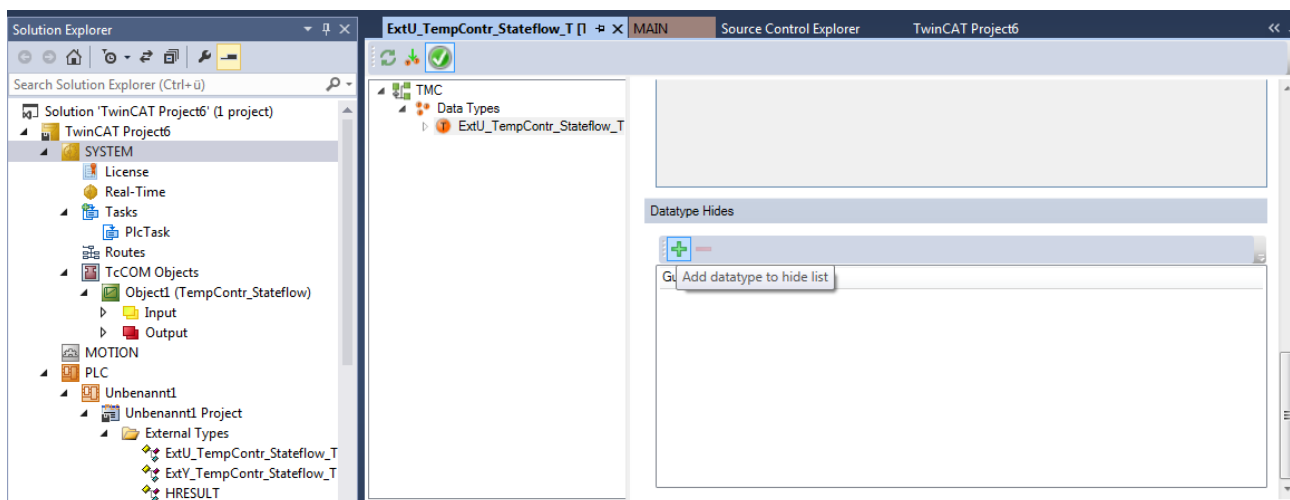 Solution Explorer
Search Solution Explorer (Ctrl+ü)
Solution 'TwinCAT Project6' (1 project)
TwinCAT Project6
SYSTEM
License
Real-Time
Tasks
PlcTask
Routes
TcCOM Objects
Object1 (TempContr_Stateflow)
Input
Output
MOTION
PLC
Unbenannt1
Unbenannt1 Project
External Types
ExtU_TempContr_Stateflow_T
ExtY_TempContr_Stateflow_T
HRESULT
ExtU_TempContr_Stateflow_T MAIN Source Control Explorer TwinCAT Project6
TMC
Data Types
ExtU_TempContr_Stateflow_T
Datatype Hides
Add datatype to hide list